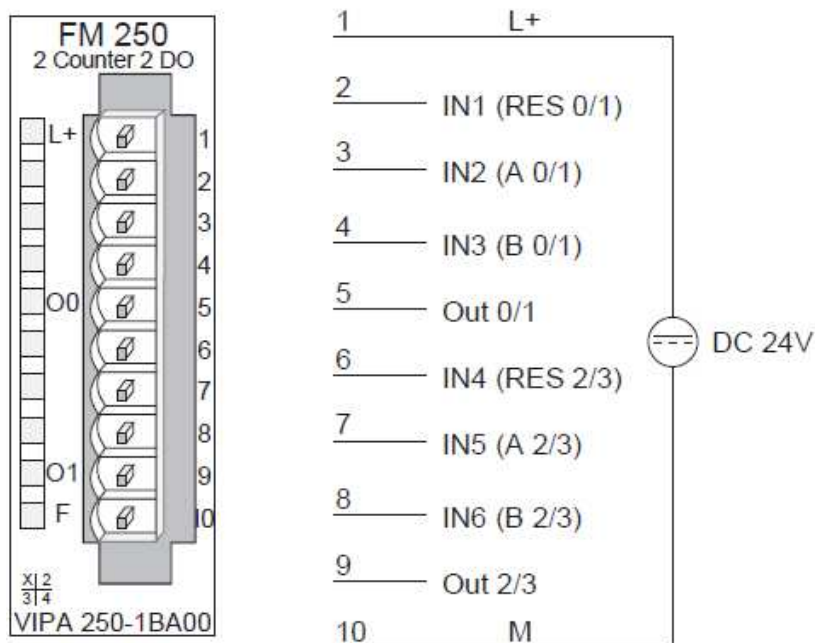 FM 250
2 Counter 2 DO
L+
1
2
3
4
O0
5
6
7
8
O1
9
F
10
X 2
3 4
VIPA 250-1BA00
1 L+
2 IN1 (RES 0/1)
3 IN2 (A 0/1)
4 IN3 (B 0/1)
5 Out 0/1
6 IN4 (RES 2/3)
7 IN5 (A 2/3)
8 IN6 (B 2/3)
9 Out 2/3
10 M
DC 24V